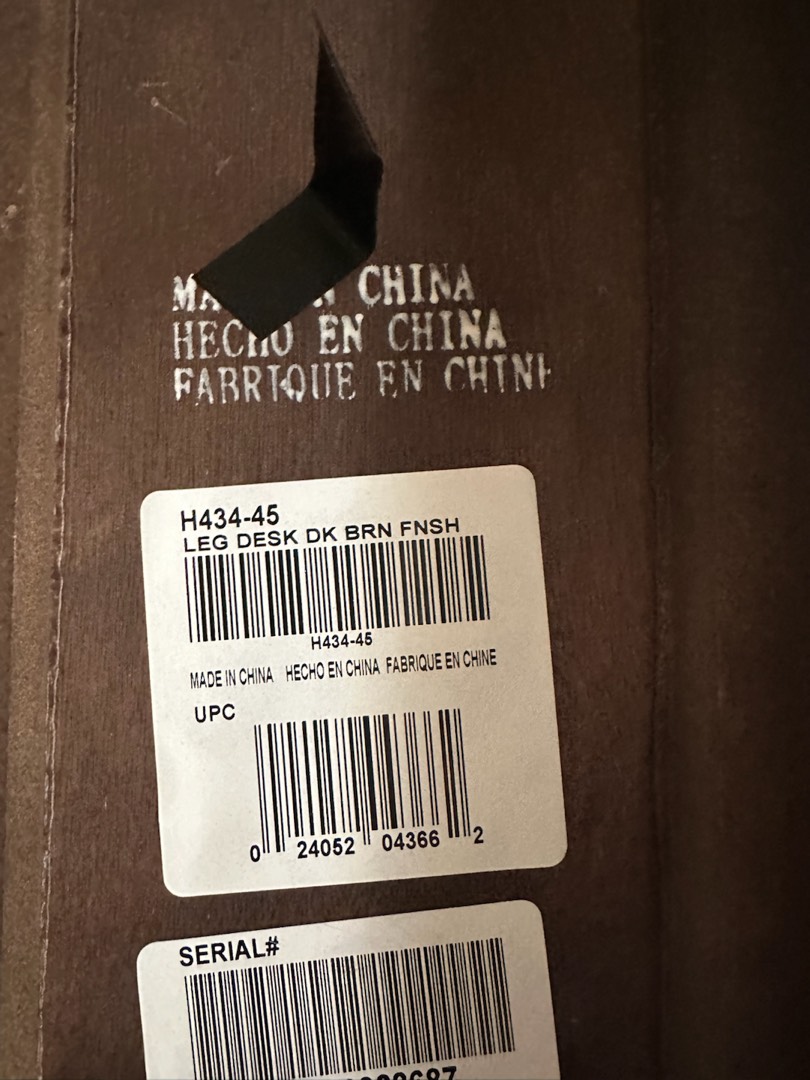 CHINA
HECHO EN CHINA
FABRIQUE EN CHINE
H434-45
LEG DESK DK BRN FNSH
H434-45
MADE IN CHINA HECHO EN CHINA FABRIQUE EN CHINE
UPC
0 24052 04366 2
SERIAL#